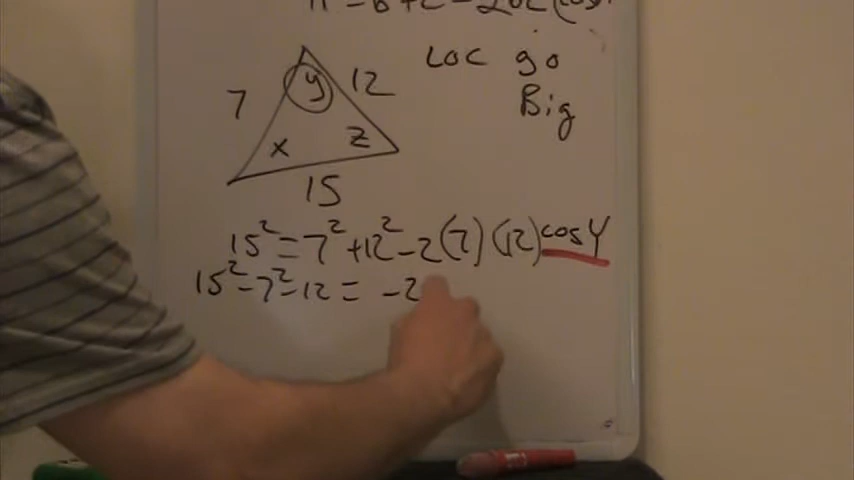 LOC go
Big
7
y
12
x
z
15
15² = 7² + 12² - 2(7)(12) cos Y
15² - 7² - 12 = -2